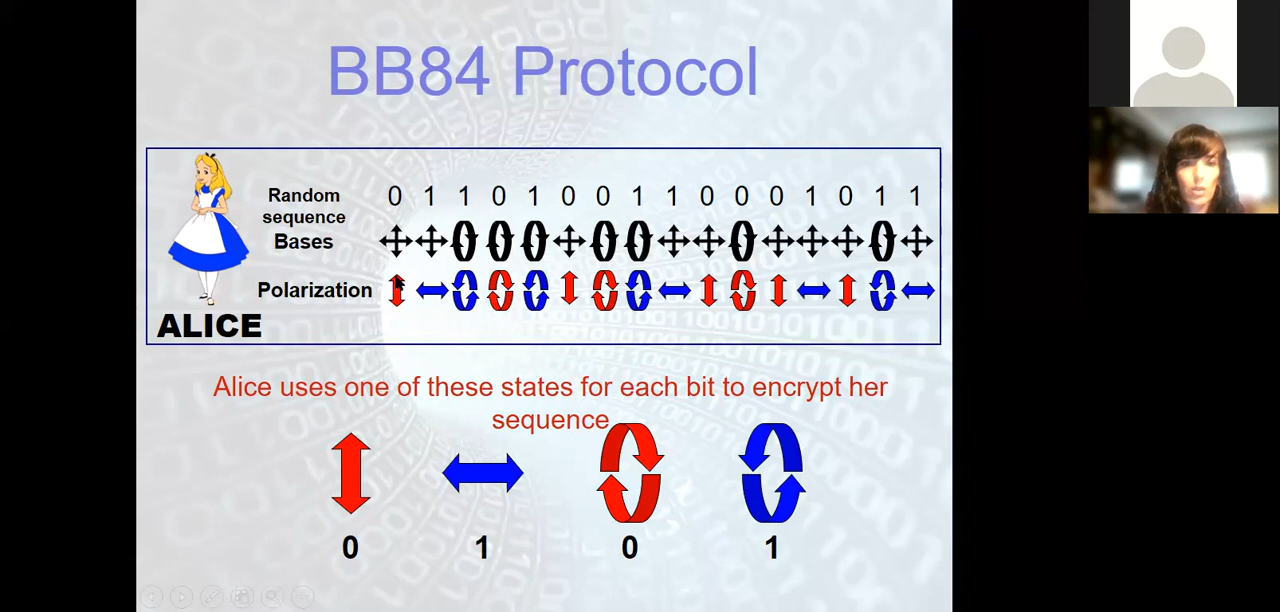 BB84 Protocol
Random
sequence
0 1 1 0 1 0 0 1 1 0 0 0 1 0 1 1
Bases
Polarization
ALICE
Alice uses one of these states for each bit to encrypt her
sequence
0 1 0 1